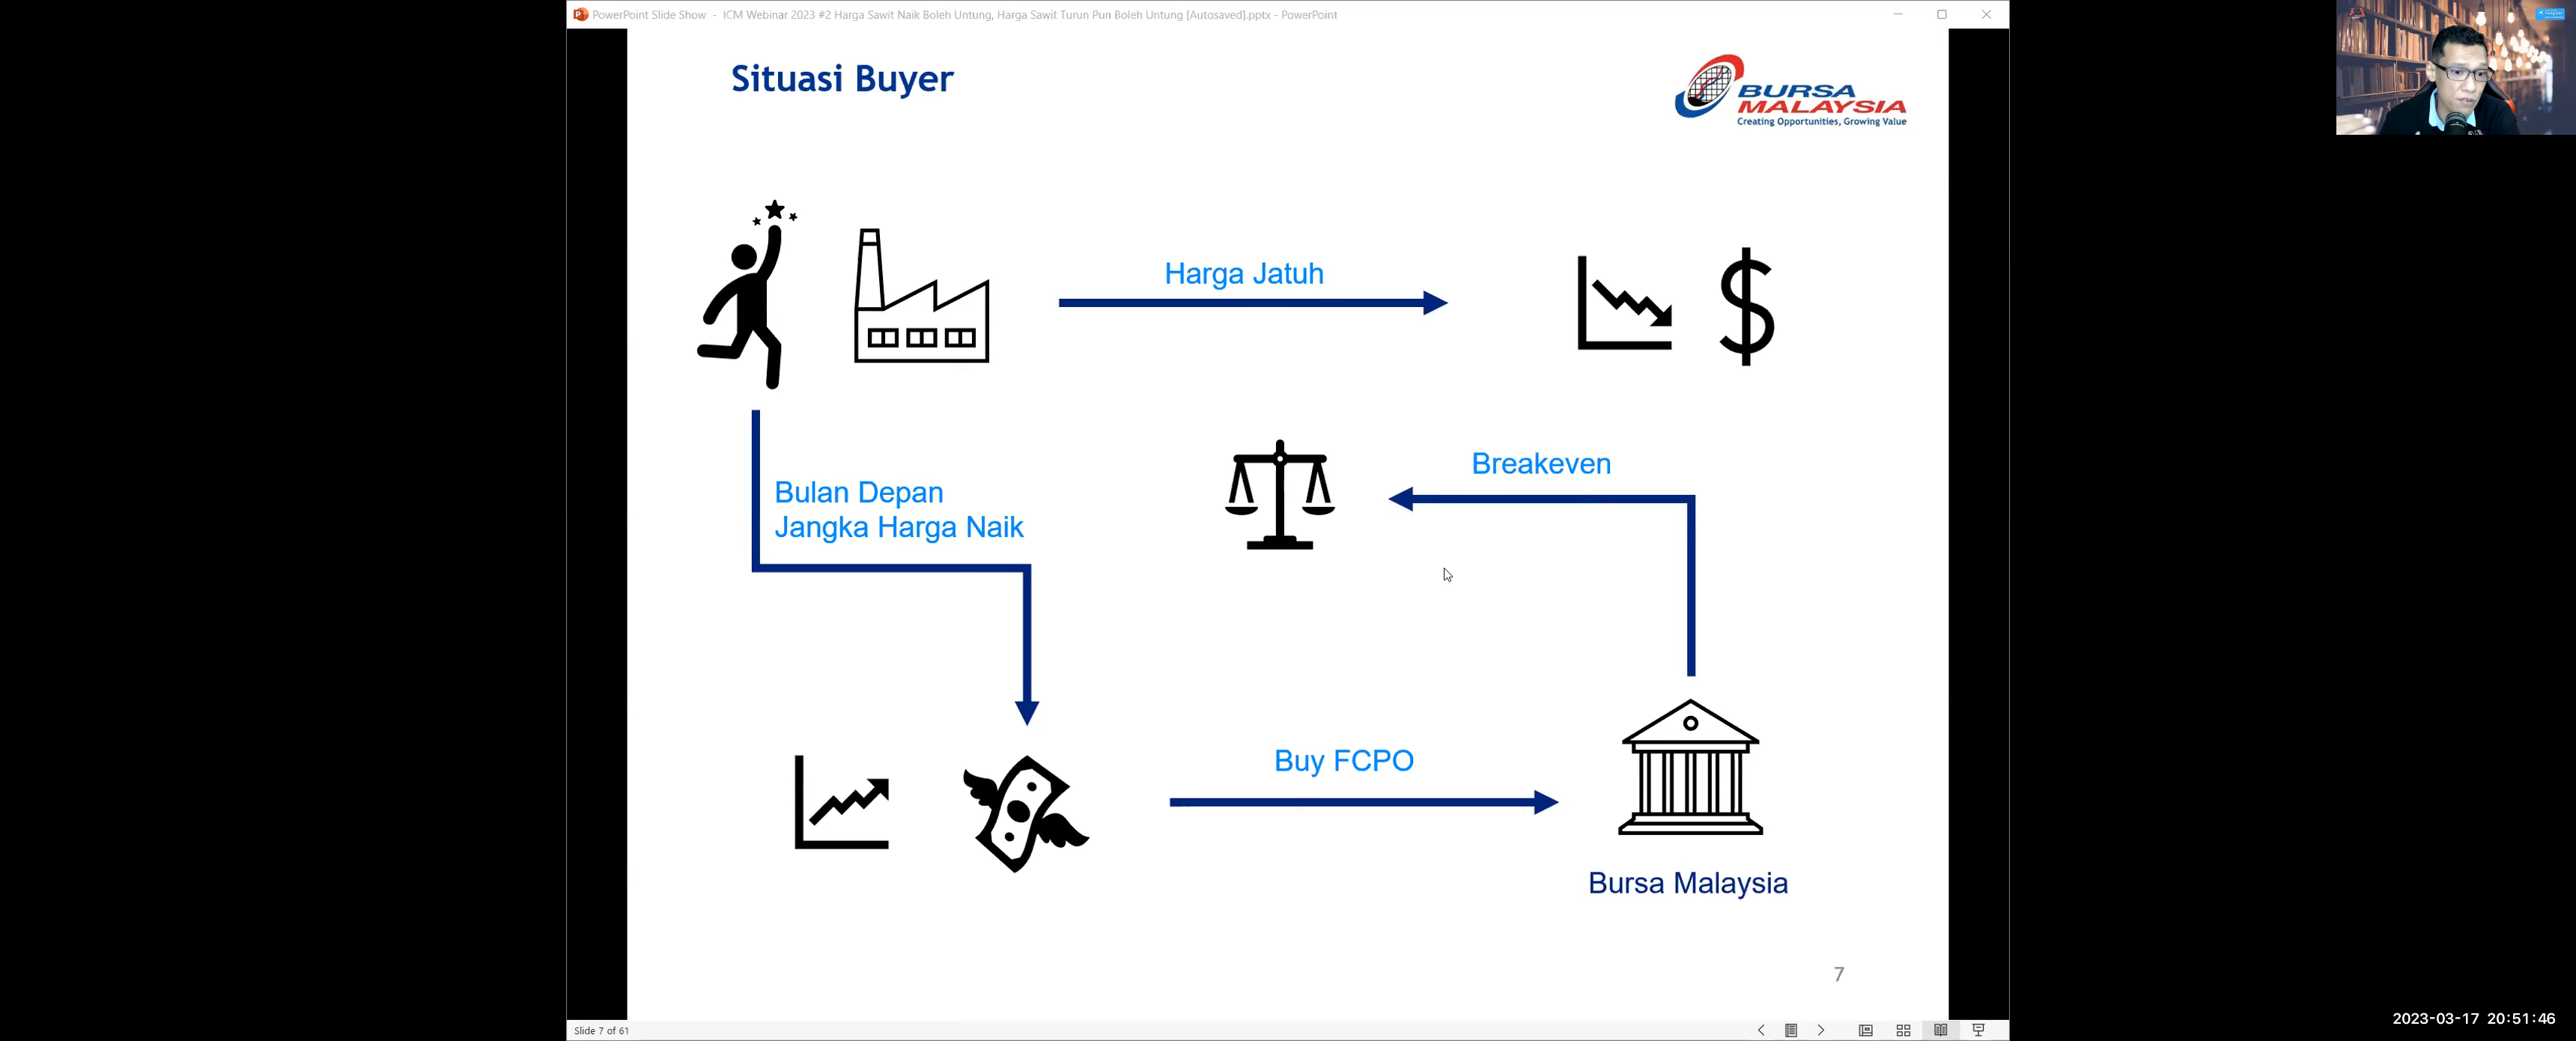 PowerPoint Slide Show - ICM Webinar 2023 #2 Harga Sawit Naik Boleh Untung, Harga Sawit Turun Pun Boleh Untung [Autosaved].pptx - PowerPoint
Situasi Buyer
BURSA
MALAYSIA
Creating Opportunities, Growing Value
Harga Jatuh
Breakeven
Bulan Depan
Jangka Harga Naik
Buy FCPO
Bursa Malaysia
7
Slide 7 of 61
2023-03-17 20:51:46